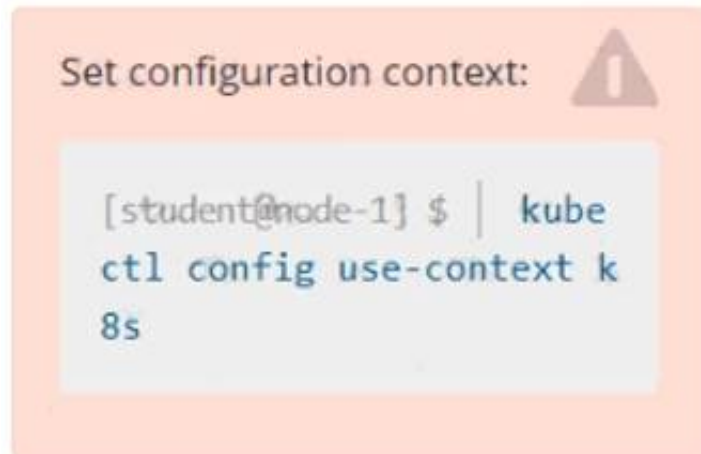 Set configuration context:
[student@node-1] $ | kube
ctl config use-context k
8s